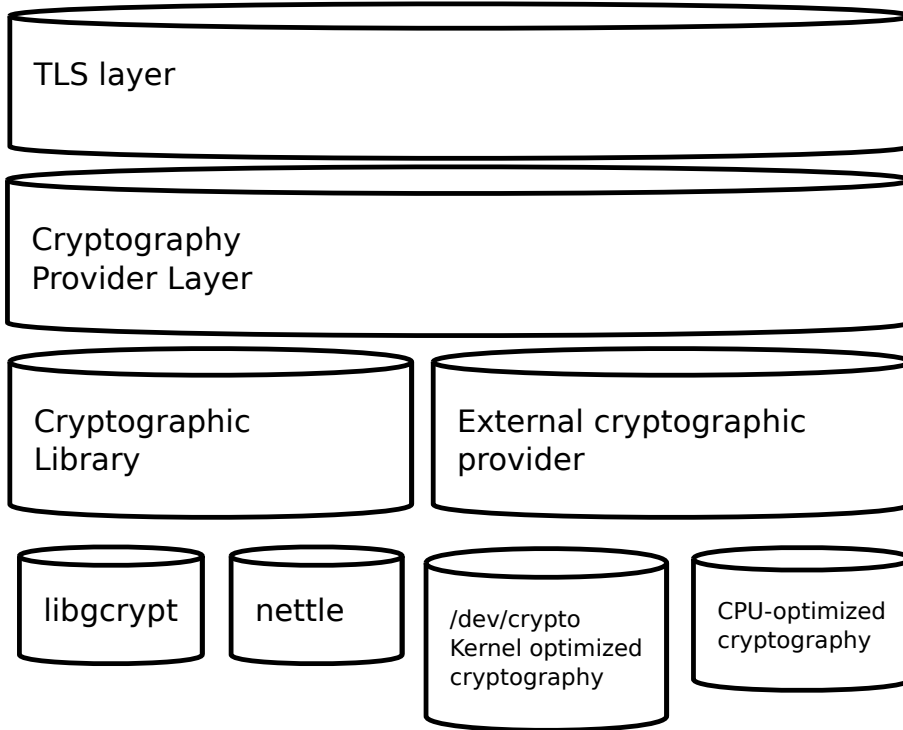 TLS layer
Cryptography
Provider Layer
Cryptographic
Library
External cryptographic
provider
libgcrypt
nettle
/dev/crypto
Kernel optimized
cryptography
CPU-optimized
cryptography